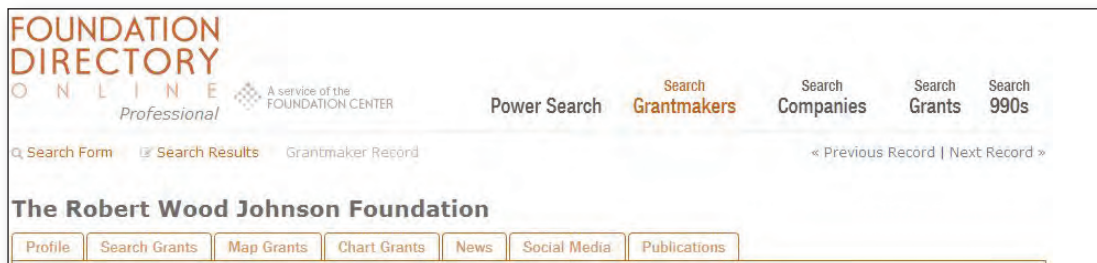 FOUNDATION
DIRECTORY
ONLINE
Professional
A service of the
FOUNDATION CENTER
Power Search
Search
Grantmakers
Search
Companies
Search
Grants
Search
990s
Search Form Search Results Grantmaker Record
« Previous Record | Next Record »
The Robert Wood Johnson Foundation
Profile Search Grants Map Grants Chart Grants News Social Media Publications